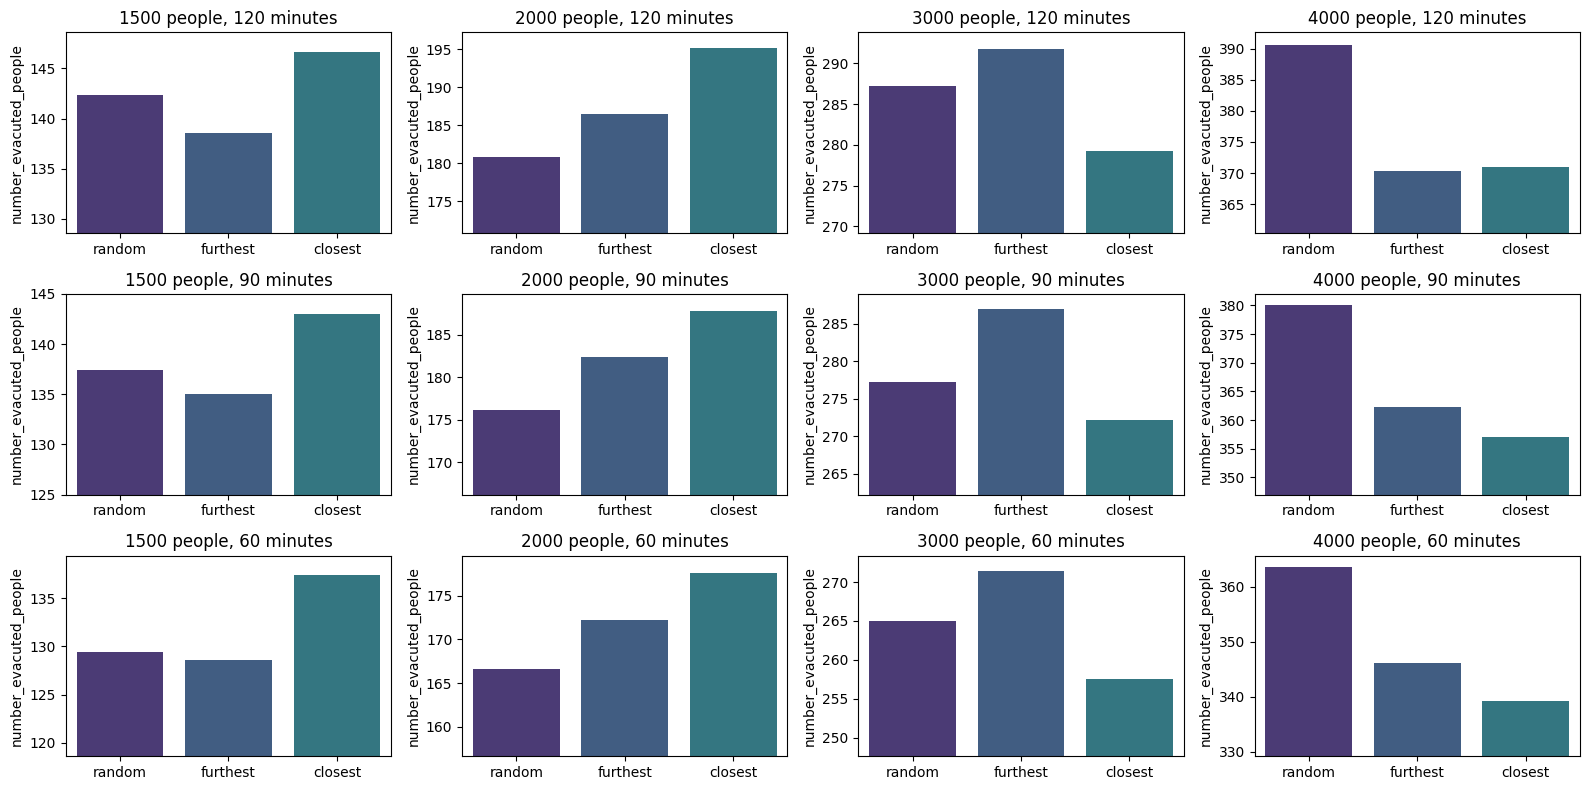 1500 people, 120 minutes
number_evacuted_people
145
140
135
130
random furthest closest
2000 people, 120 minutes
number_evacuted_people
195
190
185
180
175
random furthest closest
3000 people, 120 minutes
number_evacuted_people
290
285
280
275
270
random furthest closest
4000 people, 120 minutes
number_evacuted_people
390
385
380
375
370
365
random furthest closest
1500 people, 90 minutes
number_evacuted_people
145
140
135
130
125
random furthest closest
2000 people, 90 minutes
number_evacuted_people
185
180
175
170
random furthest closest
3000 people, 90 minutes
number_evacuted_people
285
280
275
270
265
random furthest closest
4000 people, 90 minutes
number_evacuted_people
380
375
370
365
360
355
350
random furthest closest
1500 people, 60 minutes
number_evacuted_people
135
130
125
120
random furthest closest
2000 people, 60 minutes
number_evacuted_people
175
170
165
160
random furthest closest
3000 people, 60 minutes
number_evacuted_people
270
265
260
255
250
random furthest closest
4000 people, 60 minutes
number_evacuted_people
360
350
340
330
random furthest closest